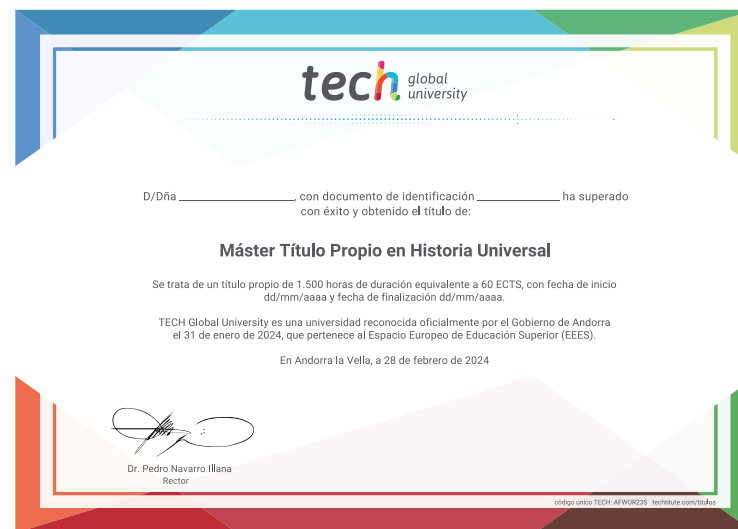 tech global university
D/Dña ____________________, con documento de identificación ______________ ha superado
con éxito y obtenido el título de:
Máster Título Propio en Historia Universal
Se trata de un título propio de 1.500 horas de duración equivalente a 60 ECTS, con fecha de inicio
dd/mm/aaaa y fecha de finalización dd/mm/aaaa.
TECH Global University es una universidad reconocida oficialmente por el Gobierno de Andorra
el 31 de enero de 2024, que pertenece al Espacio Europeo de Educación Superior (EEES).
En Andorra la Vella, a 28 de febrero de 2024
Dr. Pedro Navarro Illana
Rector
código único TECH: AFWOR23S techtitute.com/titulos